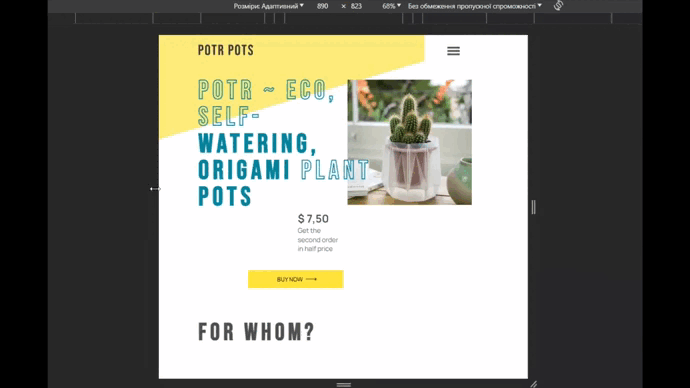 Розміри: Адаптивний ▼ 890 × 823 68% ▼ Без обмеження пропускної спроможності ▼
POTR POTS
POTR ~ ECO,
SELF-
WATERING,
ORIGAMI PLANT
POTS
$ 7,50
Get the
second order
in half price
BUY NOW
FOR WHOM?